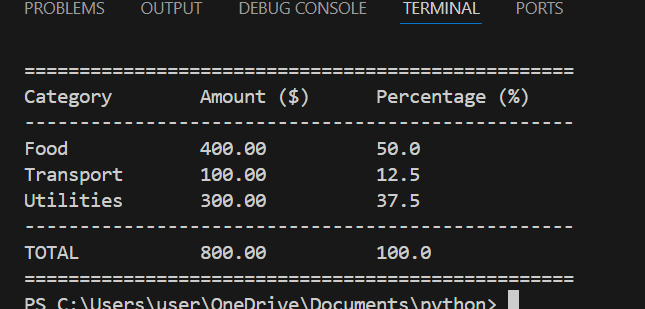 PROBLEMS OUTPUT DEBUG CONSOLE TERMINAL PORTS
==================================================
Category Amount ($) Percentage (%)
--------------------------------------------------
Food 400.00 50.0
Transport 100.00 12.5
Utilities 300.00 37.5
--------------------------------------------------
TOTAL 800.00 100.0
==================================================
PS C:\Users\user\OneDrive\Documents\python>